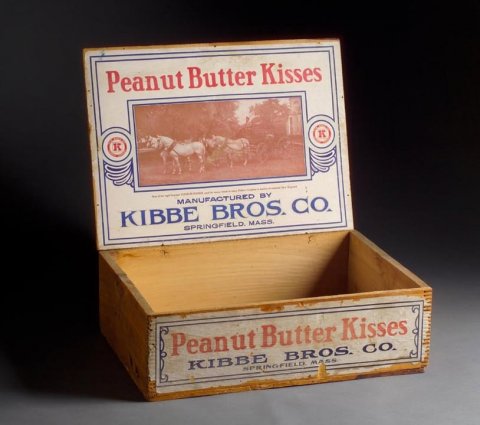 Peanut Butter Kisses
K
K
MANUFACTURED BY
KIBBE BROS. CO.
SPRINGFIELD, MASS.
Peanut Butter Kisses
KIBBE BROS. CO.
SPRINGFIELD, MASS.